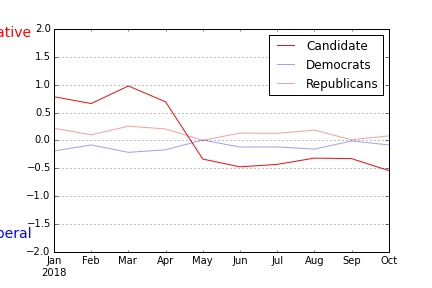 ative
2.0
1.5
1.0
0.5
0.0
−0.5
−1.0
−1.5
−2.0
beral
Candidate
Democrats
Republicans
Jan Feb Mar Apr May Jun Jul Aug Sep Oct
2018